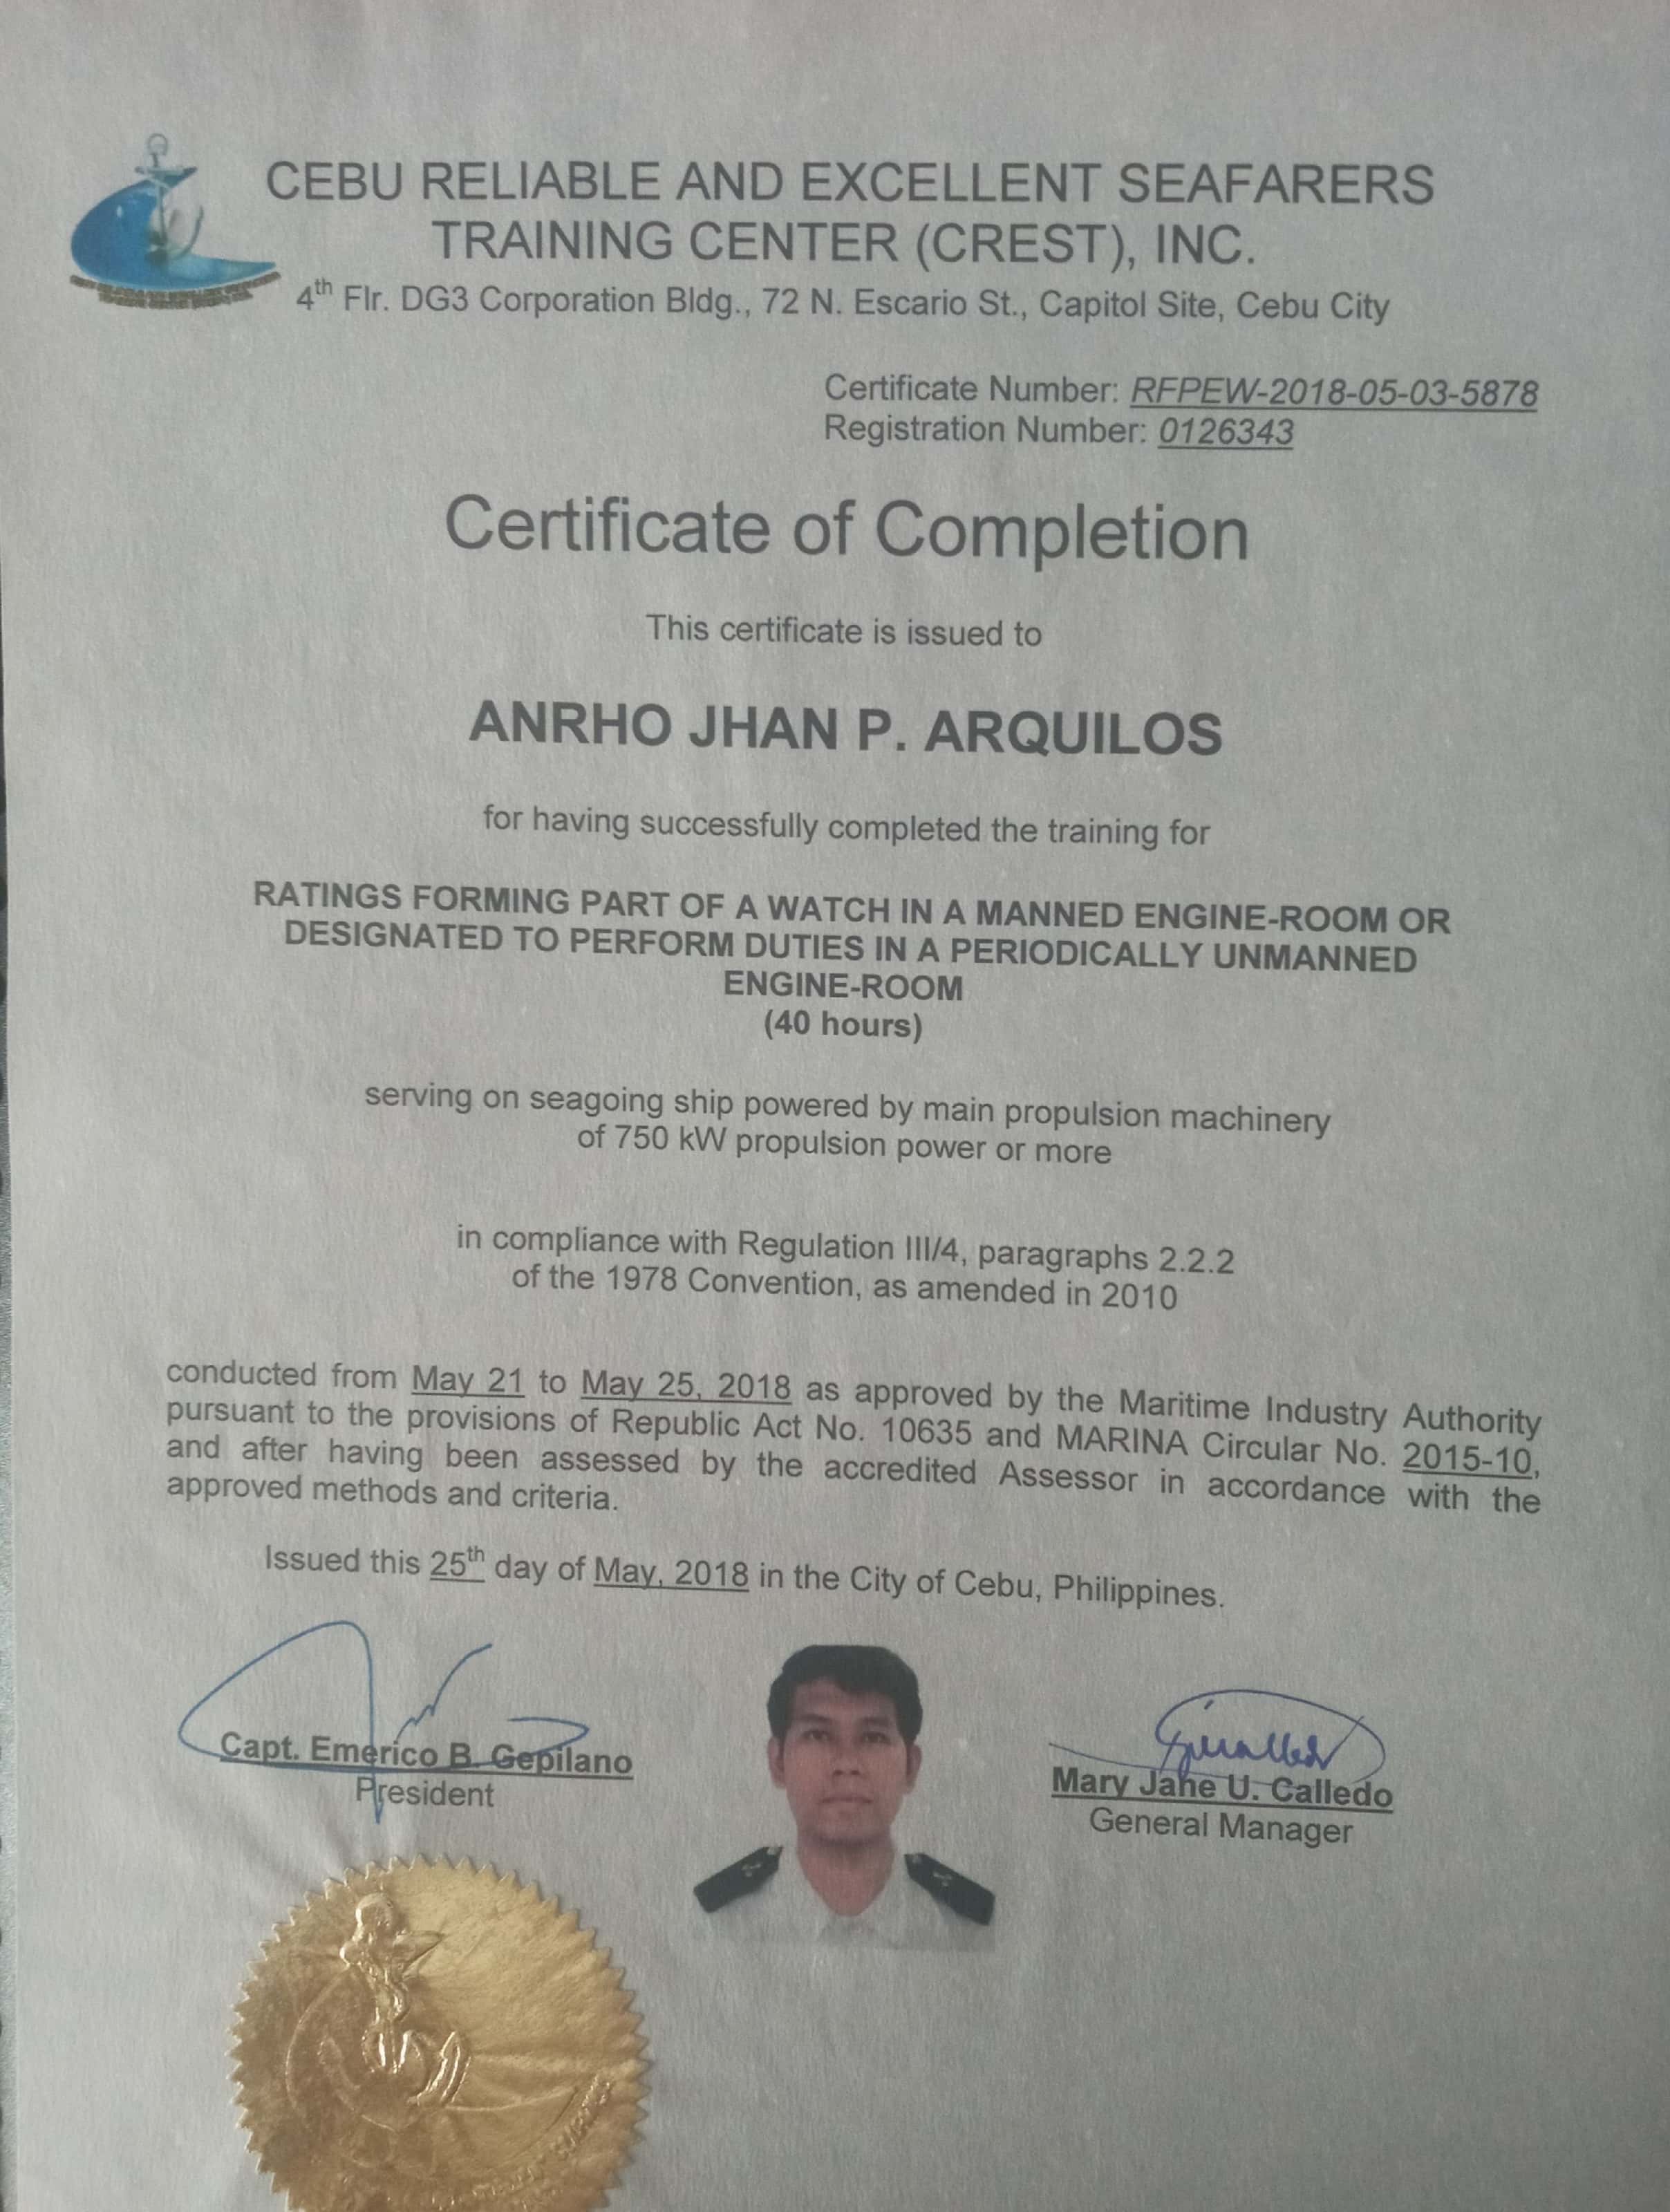 CEBU RELIABLE AND EXCELLENT SEAFARERS
TRAINING CENTER (CREST), INC.
4th Flr. DG3 Corporation Bldg., 72 N. Escario St., Capitol Site, Cebu City
Certificate Number: RFPEW-2018-05-03-5878
Registration Number: 0126343
Certificate of Completion
This certificate is issued to
ANRHO JHAN P. ARQUILOS
for having successfully completed the training for
RATINGS FORMING PART OF A WATCH IN A MANNED ENGINE-ROOM OR
DESIGNATED TO PERFORM DUTIES IN A PERIODICALLY UNMANNED
ENGINE-ROOM
(40 hours)
serving on seagoing ship powered by main propulsion machinery
of 750 kW propulsion power or more
in compliance with Regulation III/4, paragraphs 2.2.2
of the 1978 Convention, as amended in 2010
conducted from May 21 to May 25, 2018 as approved by the Maritime Industry Authority
pursuant to the provisions of Republic Act No. 10635 and MARINA Circular No. 2015-10,
and after having been assessed by the accredited Assessor in accordance with the
approved methods and criteria.
Issued this 25th day of May, 2018 in the City of Cebu, Philippines.
Capt. Emerico B. Gepilano
President
Mary Jane U. Calledo
General Manager